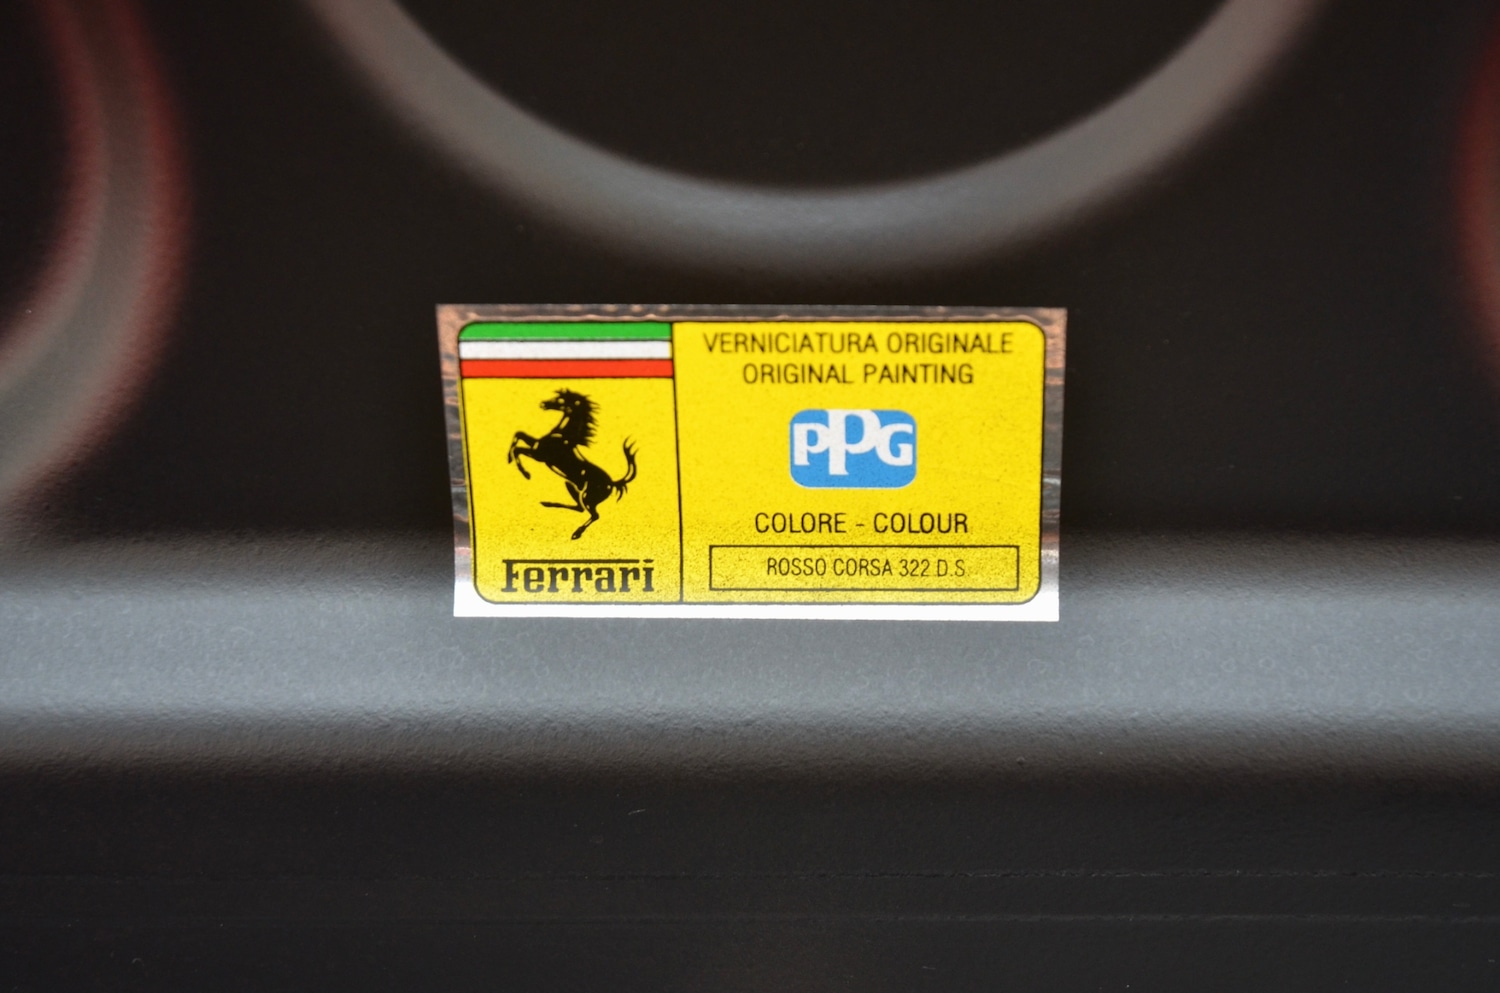 VERNICIATURA ORIGINALE
ORIGINAL PAINTING
PPG
COLORE - COLOUR
ROSSO CORSA 322 D.S.
Ferrari